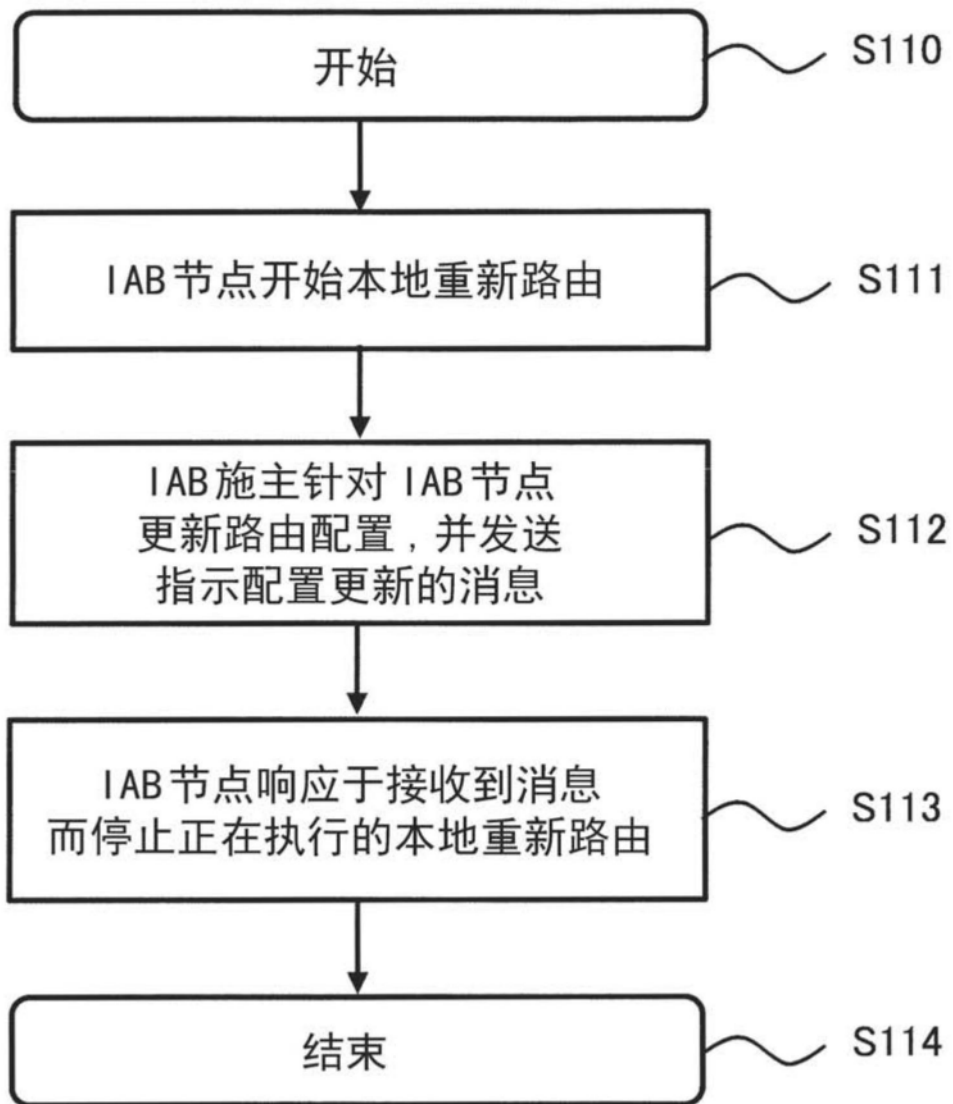 开始
S110
IAB节点开始本地重新路由
S111
IAB施主针对IAB节点
更新路由配置,并发送
指示配置更新的消息
S112
IAB节点响应于接收到消息
而停止正在执行的本地重新路由
S113
结束
S114